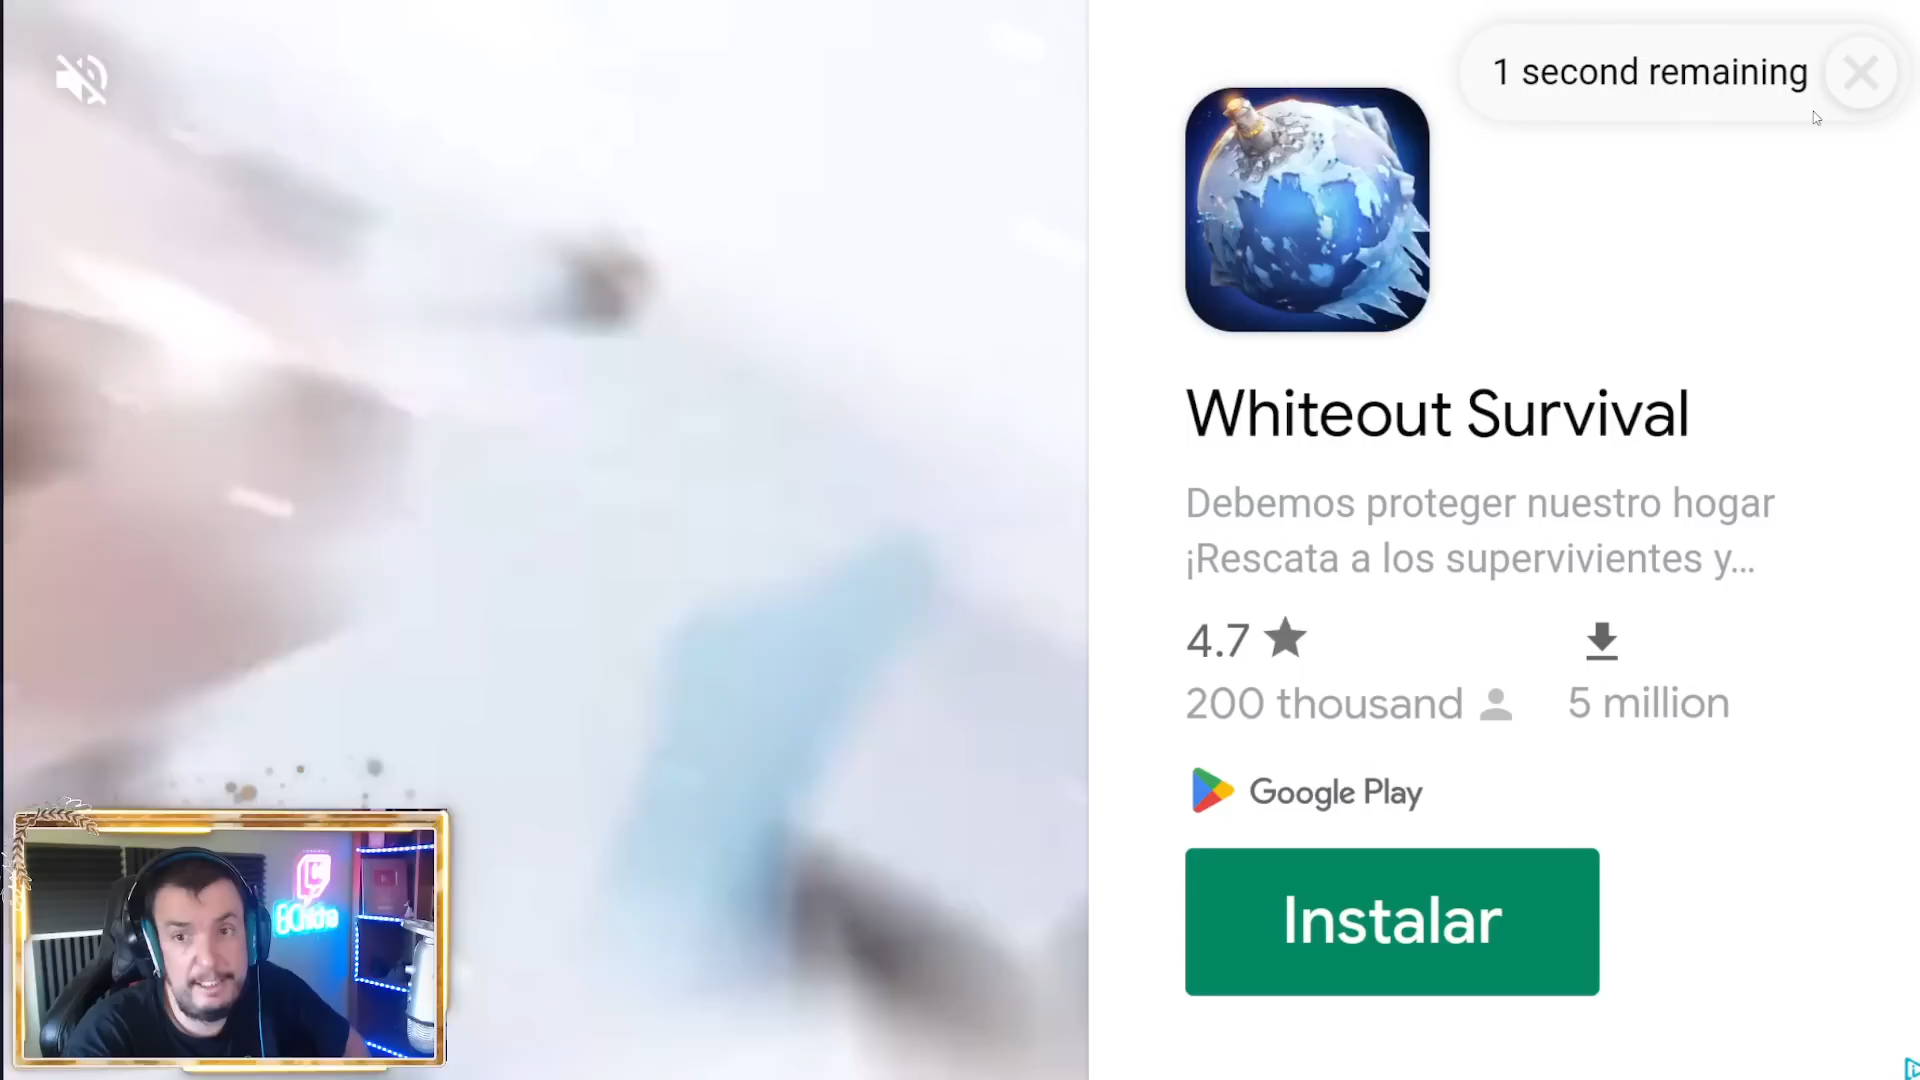 1 second remaining
Whiteout Survival
Debemos proteger nuestro hogar
¡Rescata a los supervivientes y...
4.7
200 thousand
5 million
Google Play
Instalar